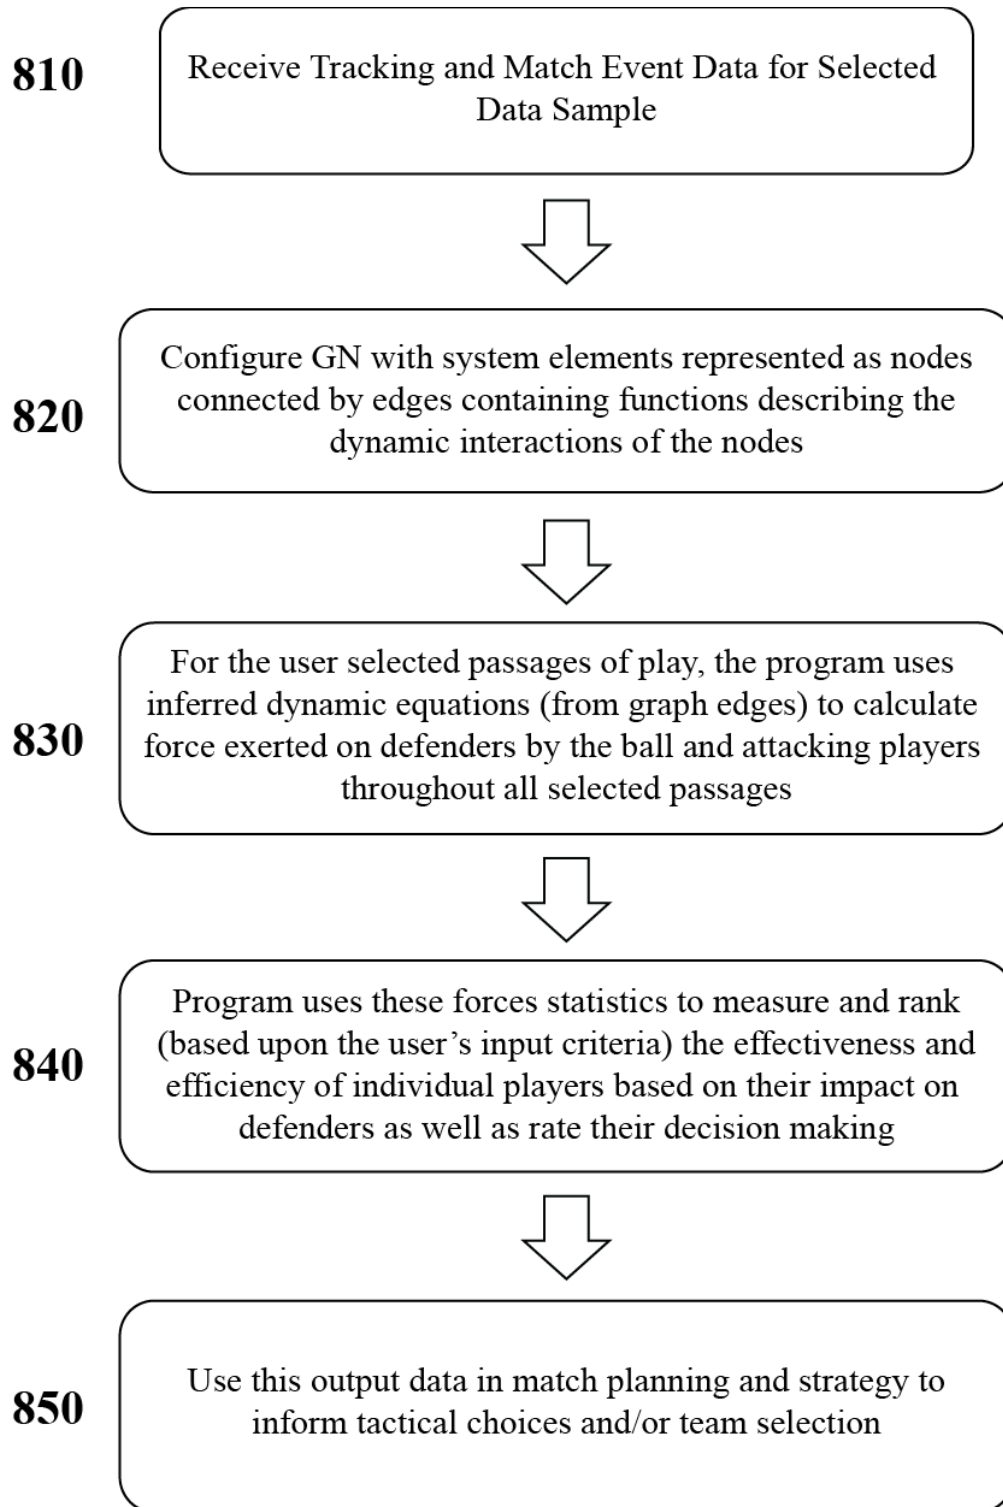 810
Receive Tracking and Match Event Data for Selected
Data Sample
820
Configure GN with system elements represented as nodes
connected by edges containing functions describing the
dynamic interactions of the nodes
830
For the user selected passages of play, the program uses
inferred dynamic equations (from graph edges) to calculate
force exerted on defenders by the ball and attacking players
throughout all selected passages
840
Program uses these forces statistics to measure and rank
(based upon the user’s input criteria) the effectiveness and
efficiency of individual players based on their impact on
defenders as well as rate their decision making
850
Use this output data in match planning and strategy to
inform tactical choices and/or team selection